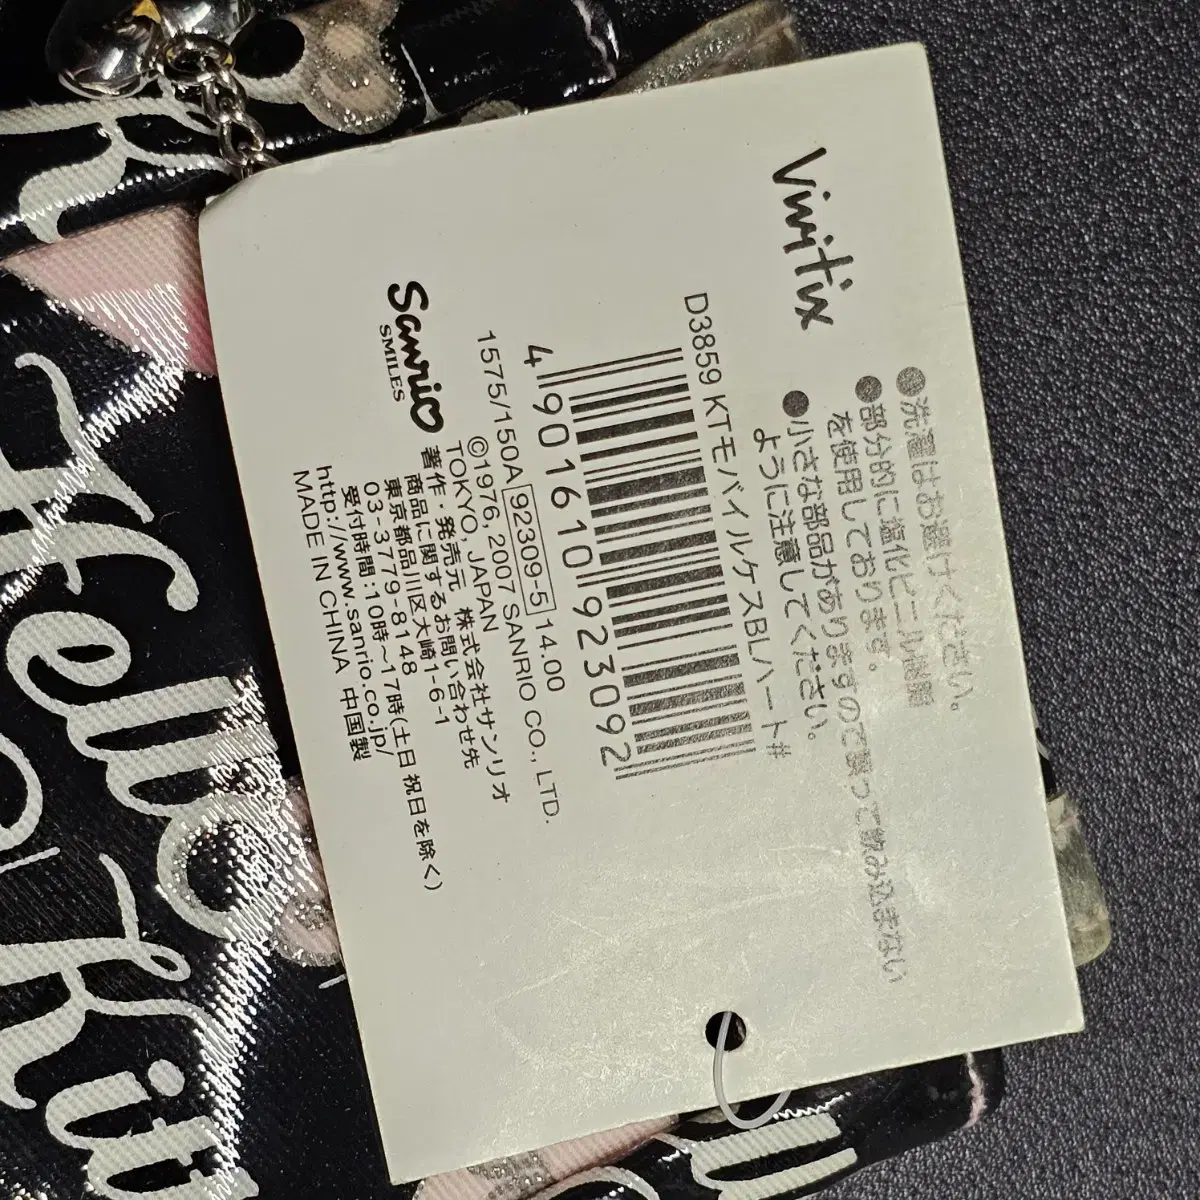 Vivitix
●洗濯はお避けください。
●部分的に塩化ビニル樹脂
を使用しております。
●小さな部品がありますので誤って飲み込まない
ように注意してください。
D3859 KTモバイルケスBLハート#
4 901610 923092
1575/150A 92309-5 14.00
©1976, 2007 SANRIO CO., LTD.
TOKYO, JAPAN
Sanrio
SMILES
著作・発売元 株式会社サンリオ
商品に関するお問い合わせ先
東京都品川区大崎1-6-1
03-3779-8148
受付時間:10時~17時(土日祝日を除く)
http://www.sanrio.co.jp/
MADE IN CHINA 中国製
Hello
Kitt